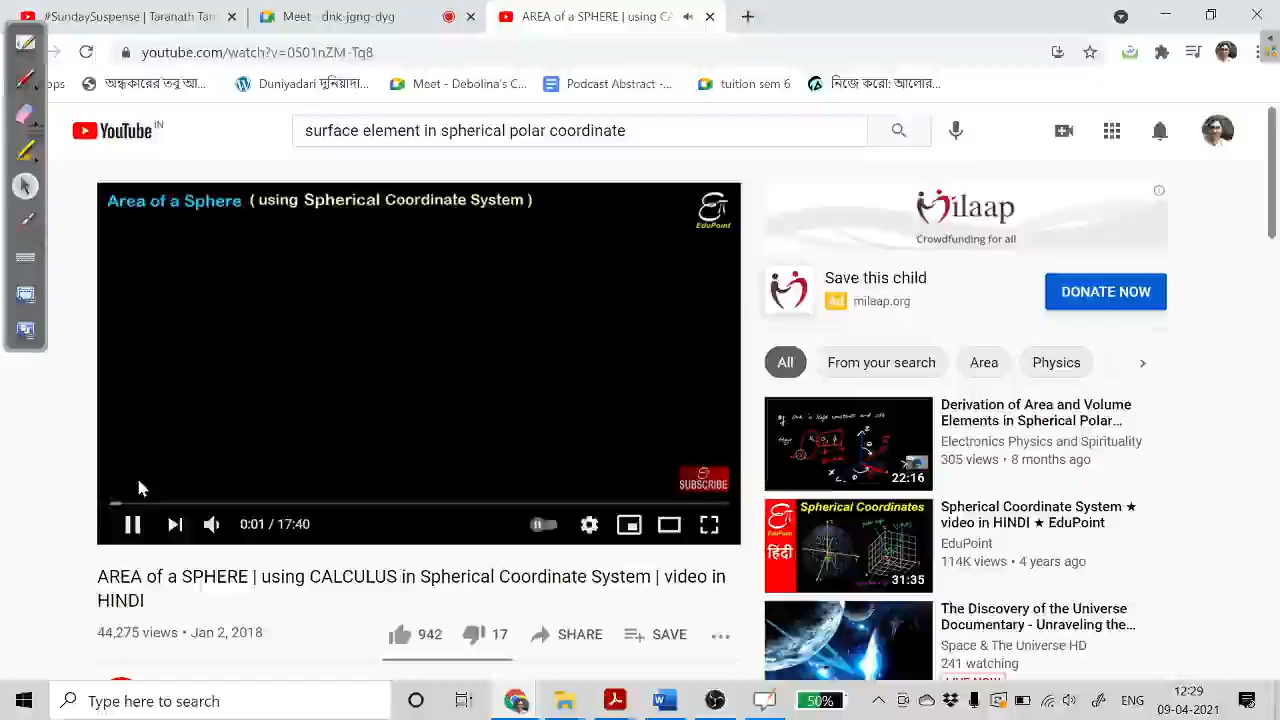 #SundaySuspense | Taranath Tan
Meet - dnk-jgnj-dyg
AREA of a SPHERE | using CA
youtube.com/watch?v=0501nZM-Tq8
ops
অন্ধকারের তবু আ...
Duniyadari দুনিয়াদা...
Meet - Debolina's C...
Podcast Abstract -...
tuition sem 6
নিজে করো: আলোর...
YouTube IN
surface element in spherical polar coordinate
Area of a Sphere ( using Spherical Coordinate System )
EduPoint
SUBSCRIBE
0:01 / 17:40
AREA of a SPHERE | using CALCULUS in Spherical Coordinate System | video in
HINDI
44,275 views • Jan 2, 2018
942
17
SHARE
SAVE
Milaap
Crowdfunding for all
Save this child
Ad milaap.org
DONATE NOW
All
From your search
Area
Physics
22:16
Derivation of Area and Volume
Elements in Spherical Polar...
Electronics Physics and Spirituality
305 views • 8 months ago
Spherical Coordinates
हिंदी
31:35
Spherical Coordinate System ★
video in HINDI ★ EduPoint
EduPoint
114K views • 4 years ago
The Discovery of the Universe
Documentary - Unraveling the...
Space & The Universe HD
241 watching
LIVE NOW
Type here to search
50%
ENG
12:29
09-04-2021